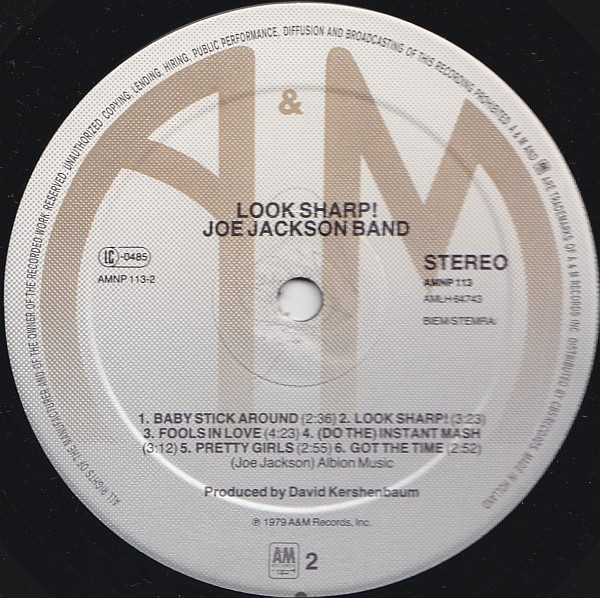 ALL RIGHTS OF THE MANUFACTURER AND OF THE OWNER OF THE RECORDED WORK RESERVED. UNAUTHORIZED COPYING, LENDING, HIRING, PUBLIC PERFORMANCE, DIFFUSION AND BROADCASTING OF THIS RECORDING PROHIBITED. A & M AND AM ARE TRADEMARKS OF A & M RECORDS INC. DISTRIBUTED BY CBS RECORDS. MADE IN HOLLAND
A & M
LOOK SHARP!
JOE JACKSON BAND
LC -0485
AMNP 113-2
STEREO
AMNP 113
AMLH 64743
BIEM/STEMRA
1. BABY STICK AROUND (2:36) 2. LOOK SHARP! (3:23)
3. FOOLS IN LOVE (4:23) 4. (DO THE) INSTANT MASH
(3:12) 5. PRETTY GIRLS (2:55) 6. GOT THE TIME (2:52)
(Joe Jackson) Albion Music
Produced by David Kershenbaum
℗ 1979 A&M Records, Inc.
AM
RECORDS
2